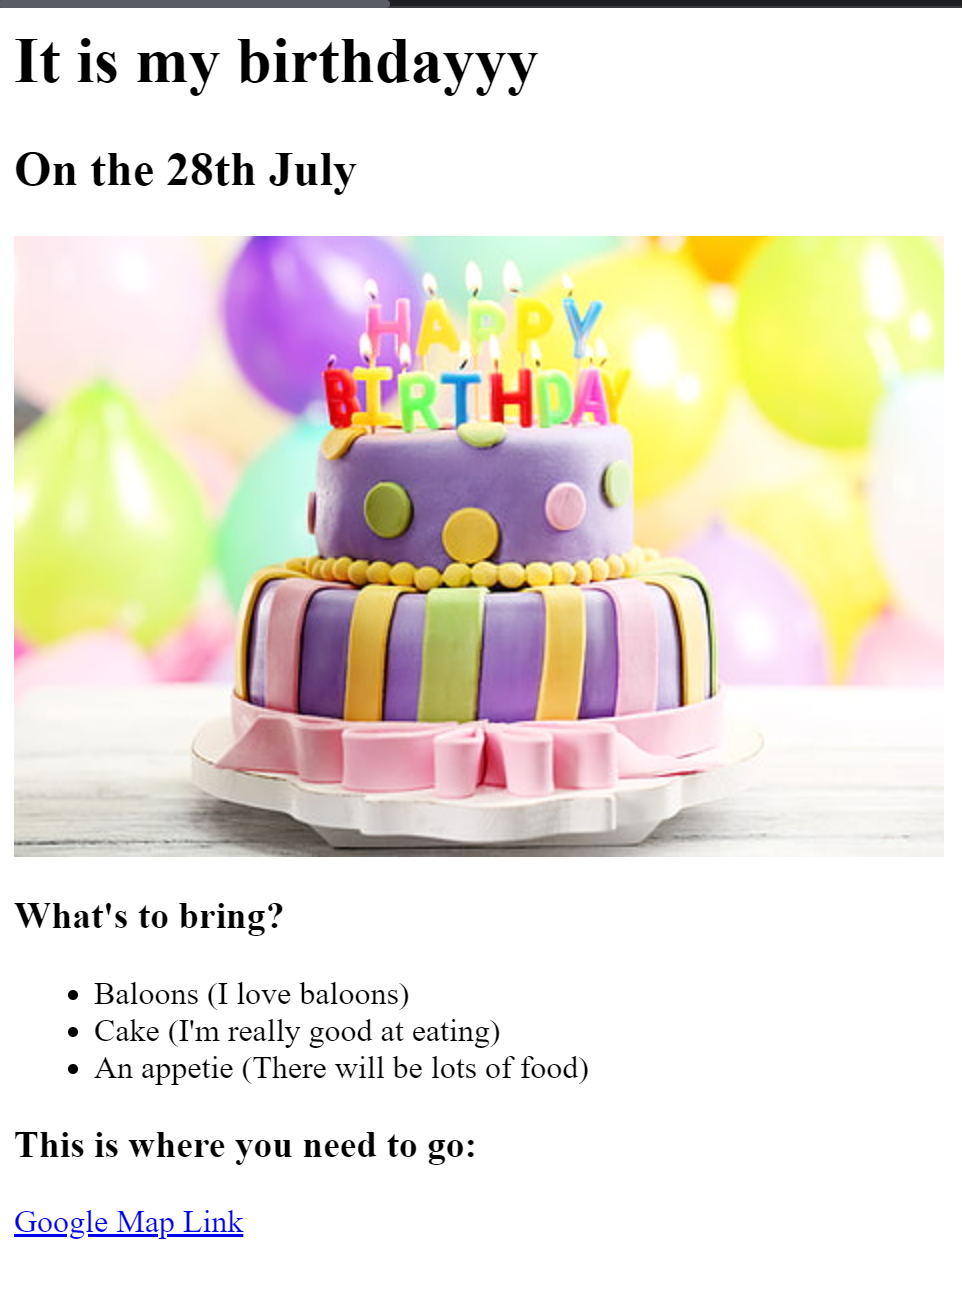 It is my birthdayyy
On the 28th July
HAPPY
BIRTHDAY
What's to bring?
Baloons (I love baloons)
Cake (I'm really good at eating)
An appetie (There will be lots of food)
This is where you need to go:
Google Map Link